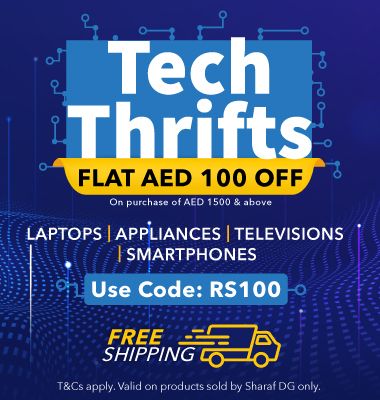 Tech
Thrifts
FLAT AED 100 OFF
On purchase of AED 1500 & above
LAPTOPS | APPLIANCES | TELEVISIONS
| SMARTPHONES
Use Code: RS100
FREE
SHIPPING
T&Cs apply. Valid on products sold by Sharaf DG only.